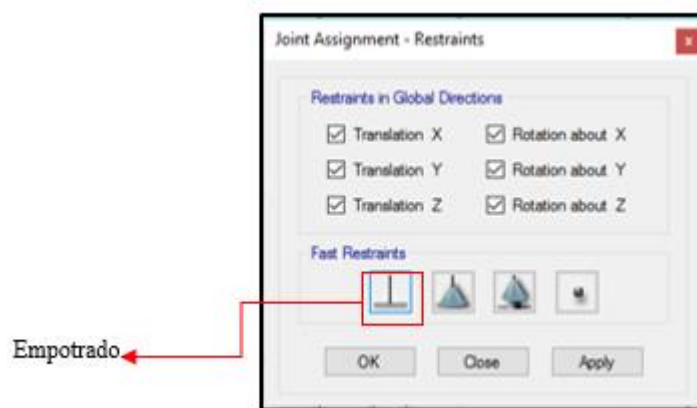 Joint Assignment - Restraints
x
Restraints in Global Directions
Translation X
Rotation about X
Translation Y
Rotation about Y
Translation Z
Rotation about Z
Fast Restraints
Empotrado
OK
Close
Apply